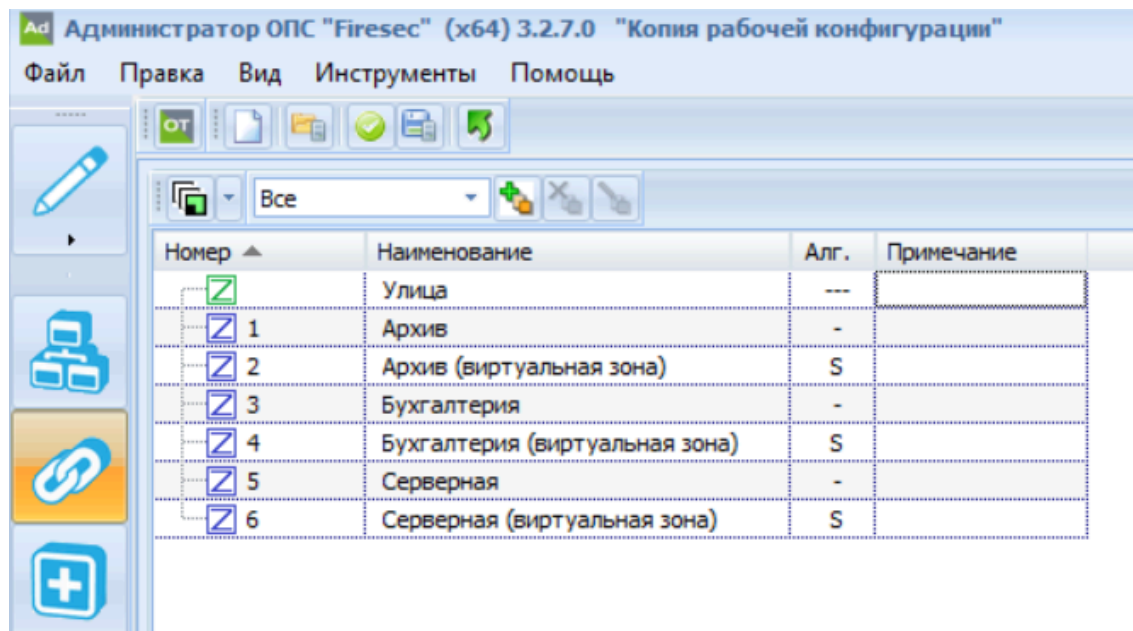 Ad Администратор ОПС "Firesec" (x64) 3.2.7.0 "Копия рабочей конфигурации"
Файл Правка Вид Инструменты Помощь
ОТ
Все
Номер Наименование Алг. Примечание
Z Улица ---
Z 1 Архив -
Z 2 Архив (виртуальная зона) S
Z 3 Бухгалтерия -
Z 4 Бухгалтерия (виртуальная зона) S
Z 5 Серверная -
Z 6 Серверная (виртуальная зона) S